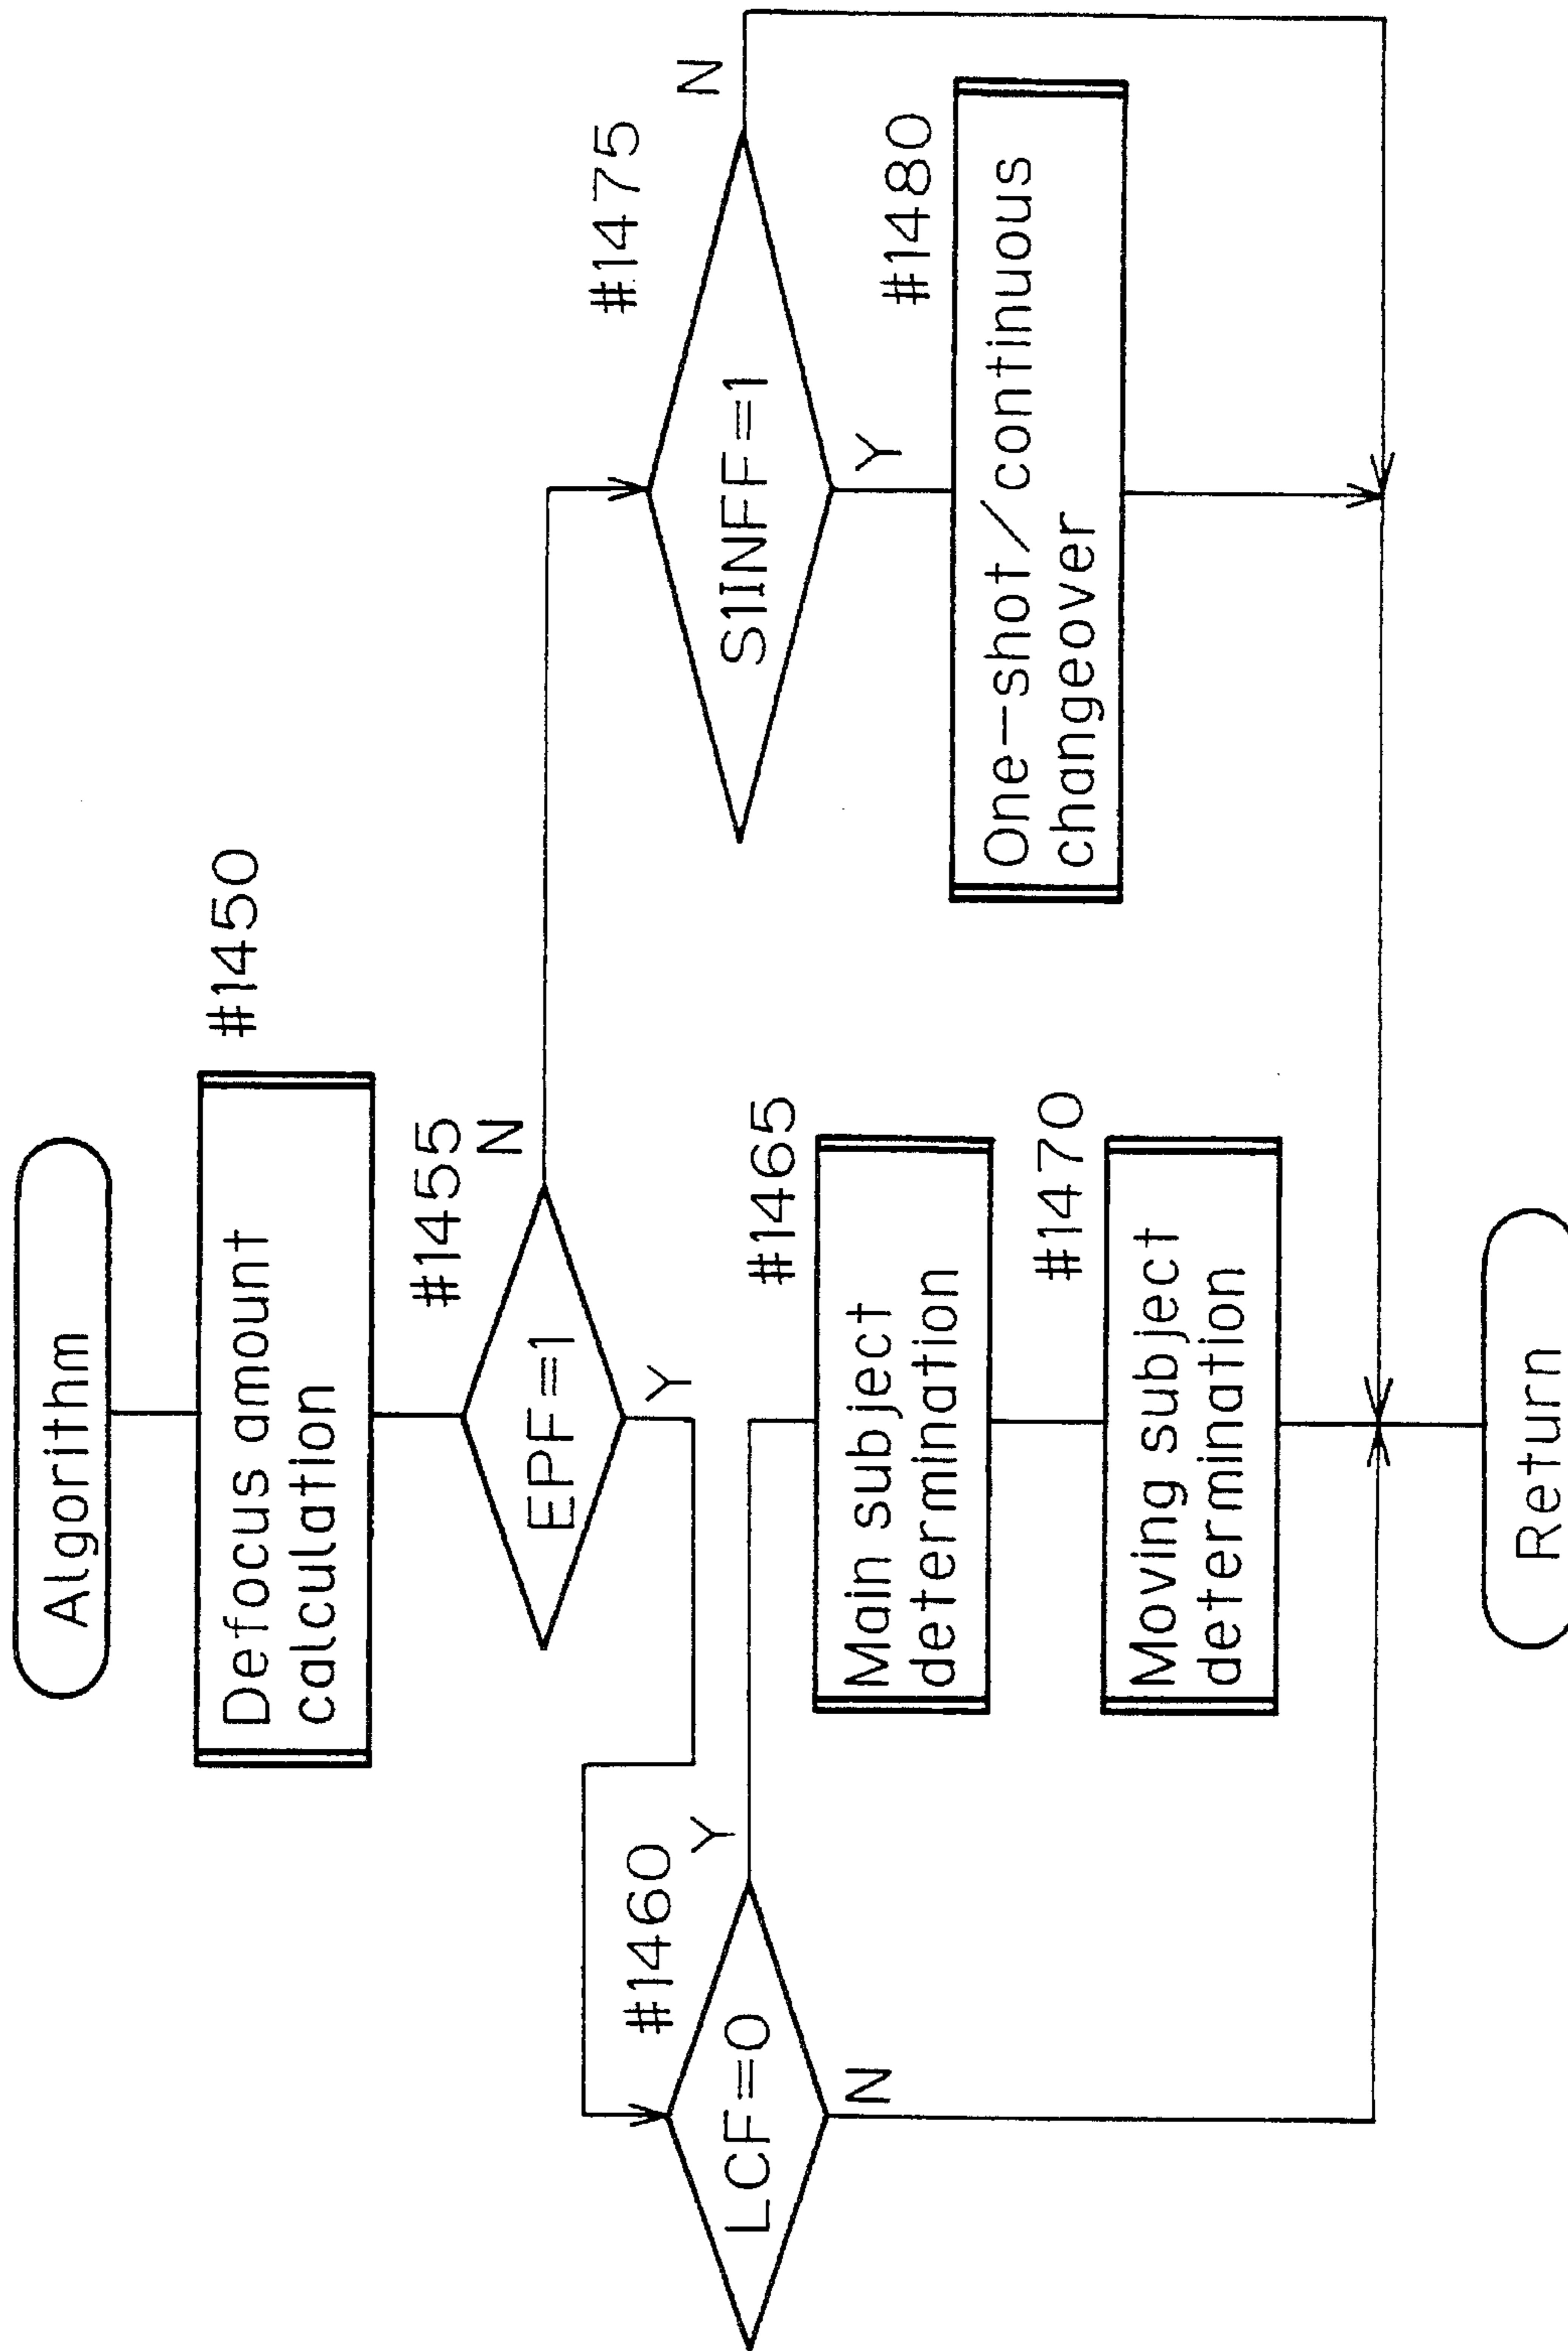 Algorithm
#1450
Defocus amount
calculation
#1455
EPF=1
N
Y
#1460
LCF=0
Y
N
#1465
Main subject
determination
#1470
Moving subject
determination
#1475
S1INFF=1
N
Y
#1480
One-shot/continuous
changeover
Return